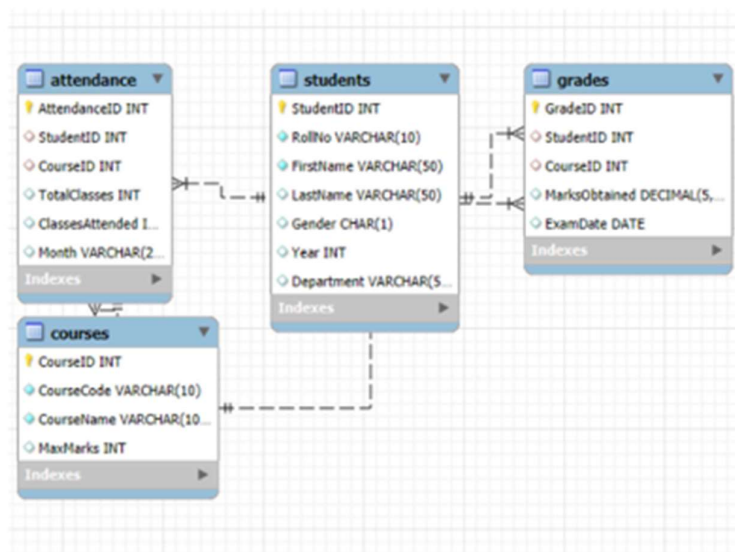 attendance
AttendanceID INT
StudentID INT
CourseID INT
TotalClasses INT
ClassesAttended I...
Month VARCHAR(2...
Indexes
students
StudentID INT
RollNo VARCHAR(10)
FirstName VARCHAR(50)
LastName VARCHAR(50)
Gender CHAR(1)
Year INT
Department VARCHAR(5...
Indexes
grades
GradeID INT
StudentID INT
CourseID INT
MarksObtained DECIMAL(5,...
ExamDate DATE
Indexes
courses
CourseID INT
CourseCode VARCHAR(10)
CourseName VARCHAR(10...
MaxMarks INT
Indexes